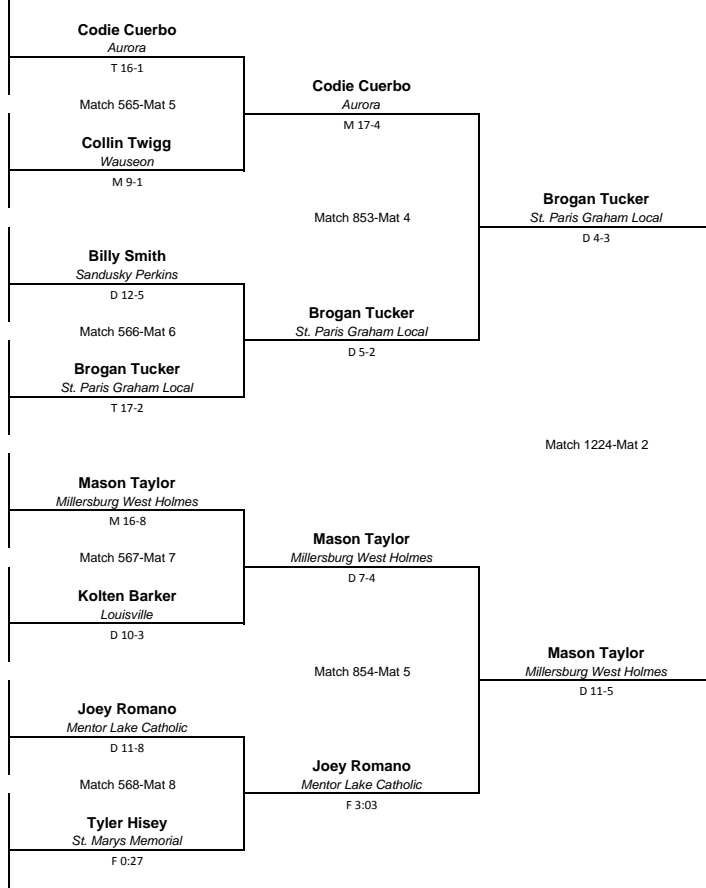 Codie Cuerbo
Aurora
T 16-1
Match 565-Mat 5
Collin Twigg
Wauseon
M 9-1
Codie Cuerbo
Aurora
M 17-4
Match 853-Mat 4
Billy Smith
Sandusky Perkins
D 12-5
Match 566-Mat 6
Brogan Tucker
St. Paris Graham Local
T 17-2
Brogan Tucker
St. Paris Graham Local
D 5-2
Brogan Tucker
St. Paris Graham Local
D 4-3
Match 1224-Mat 2
Mason Taylor
Millersburg West Holmes
M 16-8
Match 567-Mat 7
Kolten Barker
Louisville
D 10-3
Mason Taylor
Millersburg West Holmes
D 7-4
Match 854-Mat 5
Joey Romano
Mentor Lake Catholic
D 11-8
Match 568-Mat 8
Tyler Hisey
St. Marys Memorial
F 0:27
Joey Romano
Mentor Lake Catholic
F 3:03
Mason Taylor
Millersburg West Holmes
D 11-5